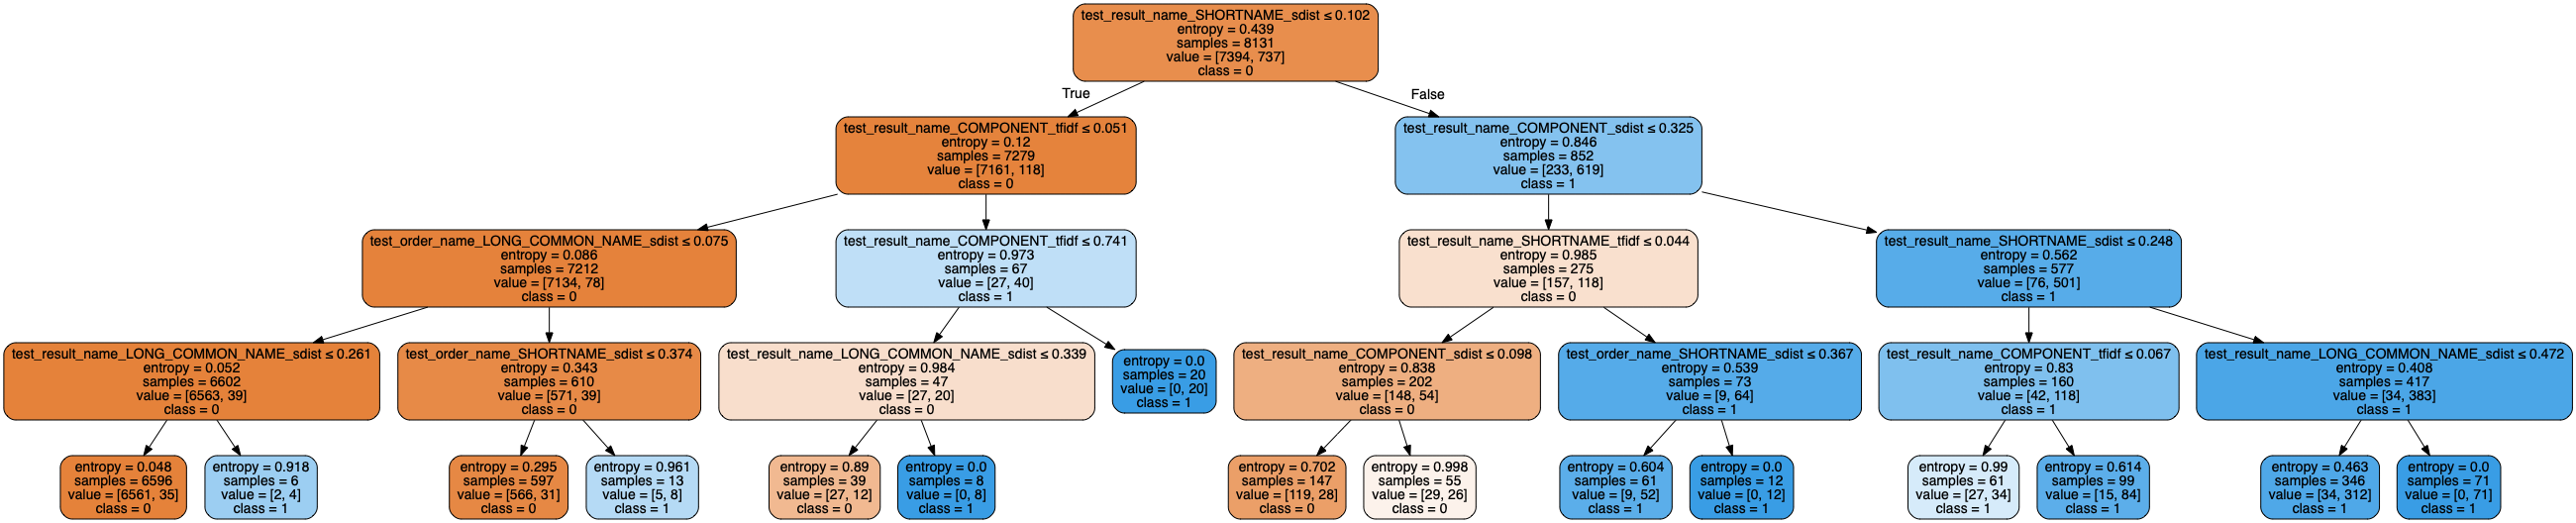 test_result_name_SHORTNAME_sdist ≤ 0.102
entropy = 0.439
samples = 8131
value = [7394, 737]
class = 0
True
False
test_result_name_COMPONENT_tfidf ≤ 0.051
entropy = 0.12
samples = 7279
value = [7161, 118]
class = 0
test_result_name_COMPONENT_sdist ≤ 0.325
entropy = 0.846
samples = 852
value = [233, 619]
class = 1
test_order_name_LONG_COMMON_NAME_sdist ≤ 0.075
entropy = 0.086
samples = 7212
value = [7134, 78]
class = 0
test_result_name_COMPONENT_tfidf ≤ 0.741
entropy = 0.973
samples = 67
value = [27, 40]
class = 1
test_result_name_SHORTNAME_tfidf ≤ 0.044
entropy = 0.985
samples = 275
value = [157, 118]
class = 0
test_result_name_SHORTNAME_sdist ≤ 0.248
entropy = 0.562
samples = 577
value = [76, 501]
class = 1
test_result_name_LONG_COMMON_NAME_sdist ≤ 0.261
entropy = 0.052
samples = 6602
value = [6563, 39]
class = 0
test_order_name_SHORTNAME_sdist ≤ 0.374
entropy = 0.343
samples = 610
value = [571, 39]
class = 0
test_result_name_LONG_COMMON_NAME_sdist ≤ 0.339
entropy = 0.984
samples = 47
value = [27, 20]
class = 0
entropy = 0.0
samples = 20
value = [0, 20]
class = 1
test_result_name_COMPONENT_sdist ≤ 0.098
entropy = 0.838
samples = 202
value = [148, 54]
class = 0
test_order_name_SHORTNAME_sdist ≤ 0.367
entropy = 0.539
samples = 73
value = [9, 64]
class = 1
test_result_name_COMPONENT_tfidf ≤ 0.067
entropy = 0.83
samples = 160
value = [42, 118]
class = 1
test_result_name_LONG_COMMON_NAME_sdist ≤ 0.472
entropy = 0.408
samples = 417
value = [34, 383]
class = 1
entropy = 0.048
samples = 6596
value = [6561, 35]
class = 0
entropy = 0.918
samples = 6
value = [2, 4]
class = 1
entropy = 0.295
samples = 597
value = [566, 31]
class = 0
entropy = 0.961
samples = 13
value = [5, 8]
class = 1
entropy = 0.89
samples = 39
value = [27, 12]
class = 0
entropy = 0.0
samples = 8
value = [0, 8]
class = 1
entropy = 0.702
samples = 147
value = [119, 28]
class = 0
entropy = 0.998
samples = 55
value = [29, 26]
class = 0
entropy = 0.604
samples = 61
value = [9, 52]
class = 1
entropy = 0.0
samples = 12
value = [0, 12]
class = 1
entropy = 0.99
samples = 61
value = [27, 34]
class = 1
entropy = 0.614
samples = 99
value = [15, 84]
class = 1
entropy = 0.463
samples = 346
value = [34, 312]
class = 1
entropy = 0.0
samples = 71
value = [0, 71]
class = 1